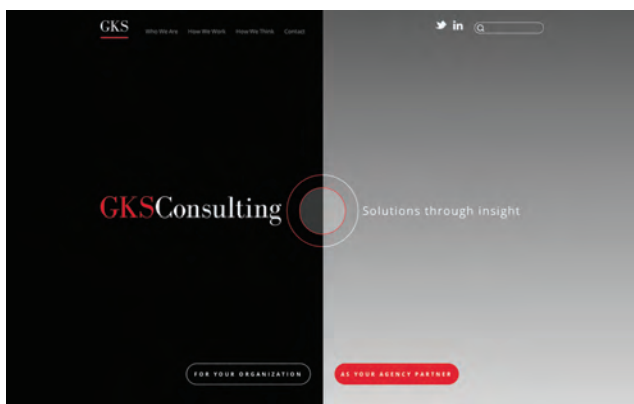 GKS
Who We Are How We Work How We Think Contact
in
GKSConsulting
Solutions through insight
FOR YOUR ORGANIZATION
AS YOUR AGENCY PARTNER